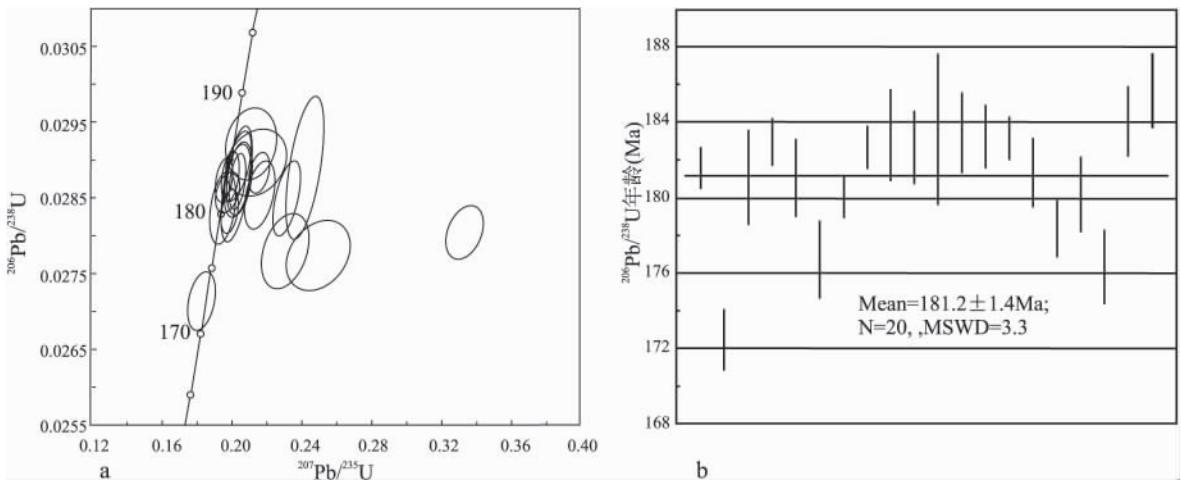 0.0305
0.0295
0.0285
0.0275
0.0265
0.0255
²⁰⁶Pb/²³⁸U
190
180
170
0.12 0.16 0.20 0.24 0.28 0.32 0.36 0.40
a ²⁰⁷Pb/²³⁵U
188
184
180
176
172
168
²⁰⁶Pb/²³⁸U年龄(Ma)
Mean=181.2±1.4Ma;
N=20, ,MSWD=3.3
b